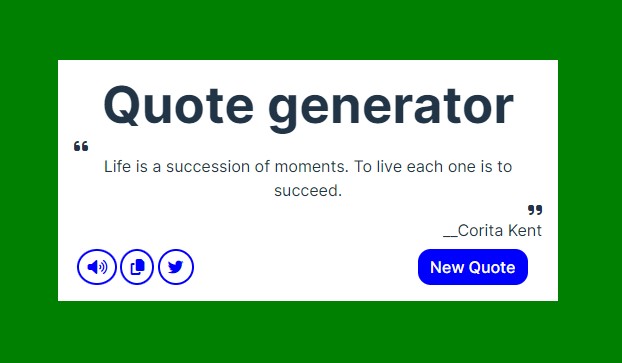 Quote generator
“
Life is a succession of moments. To live each one is to
succeed.
”
__Corita Kent
New Quote